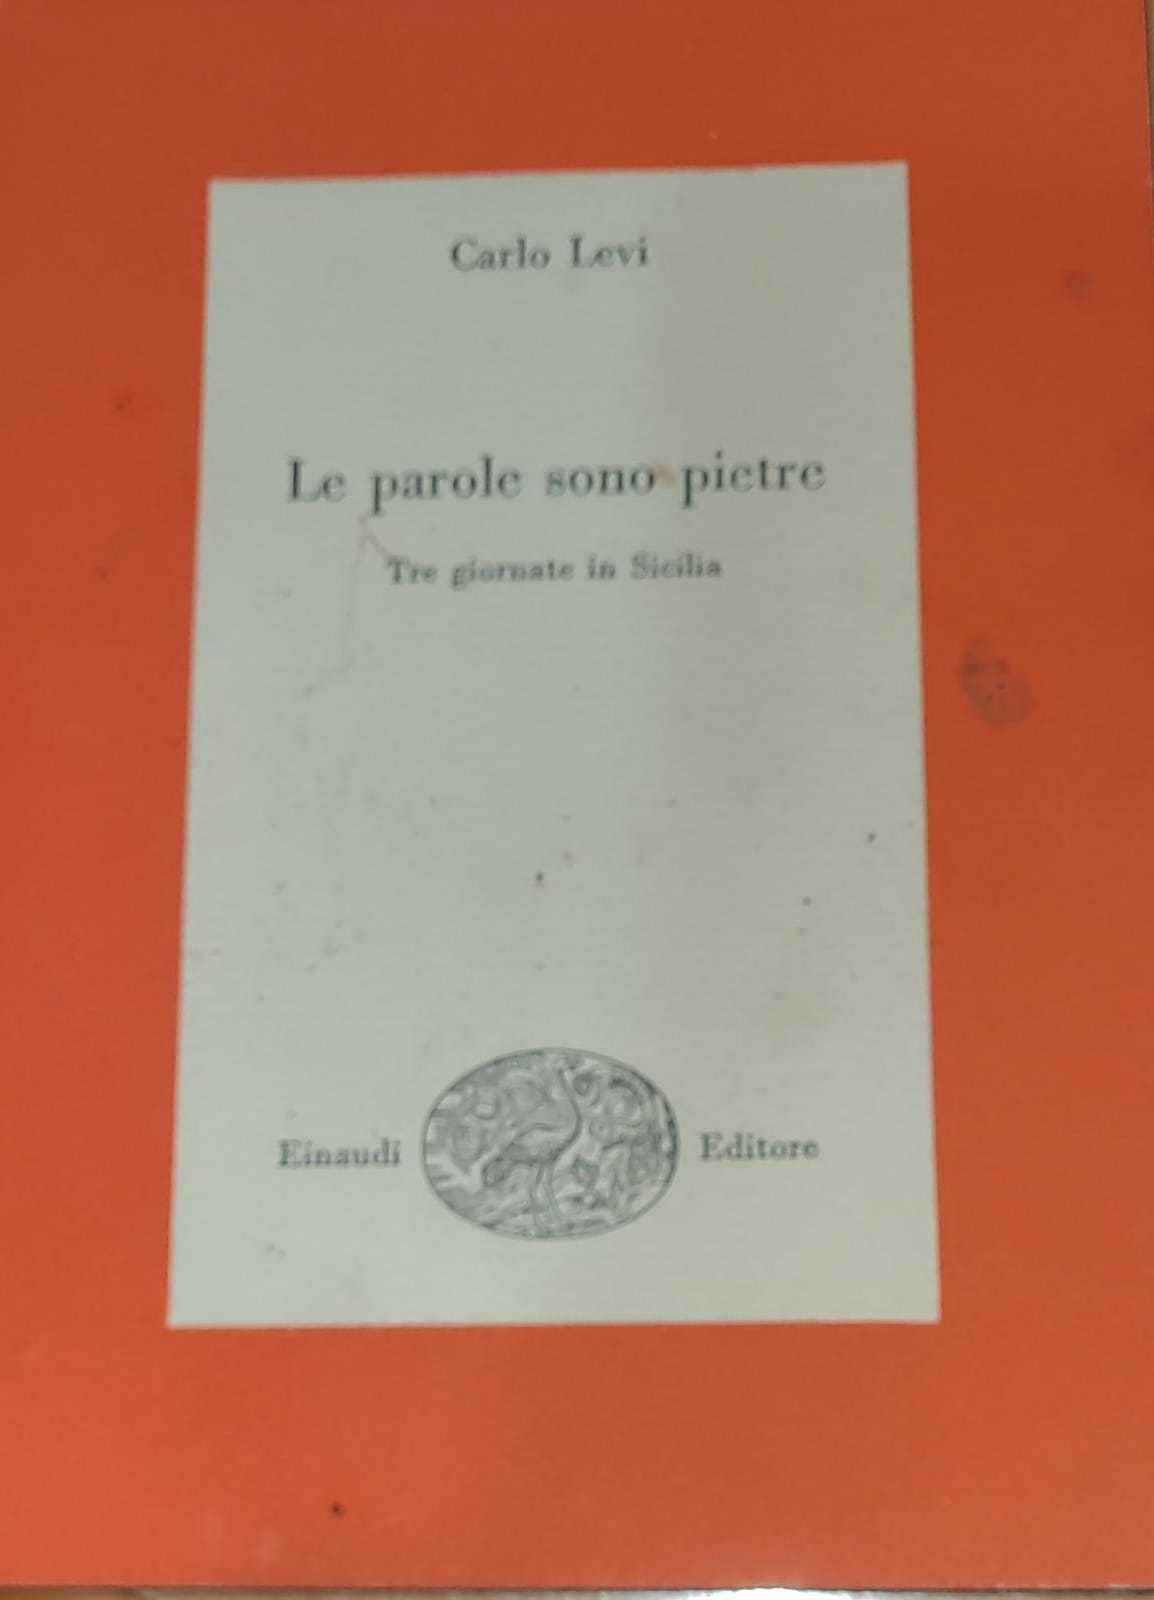 Carlo Levi
Le parole sono pietre
Tre giornate in Sicilia
Einaudi Editore